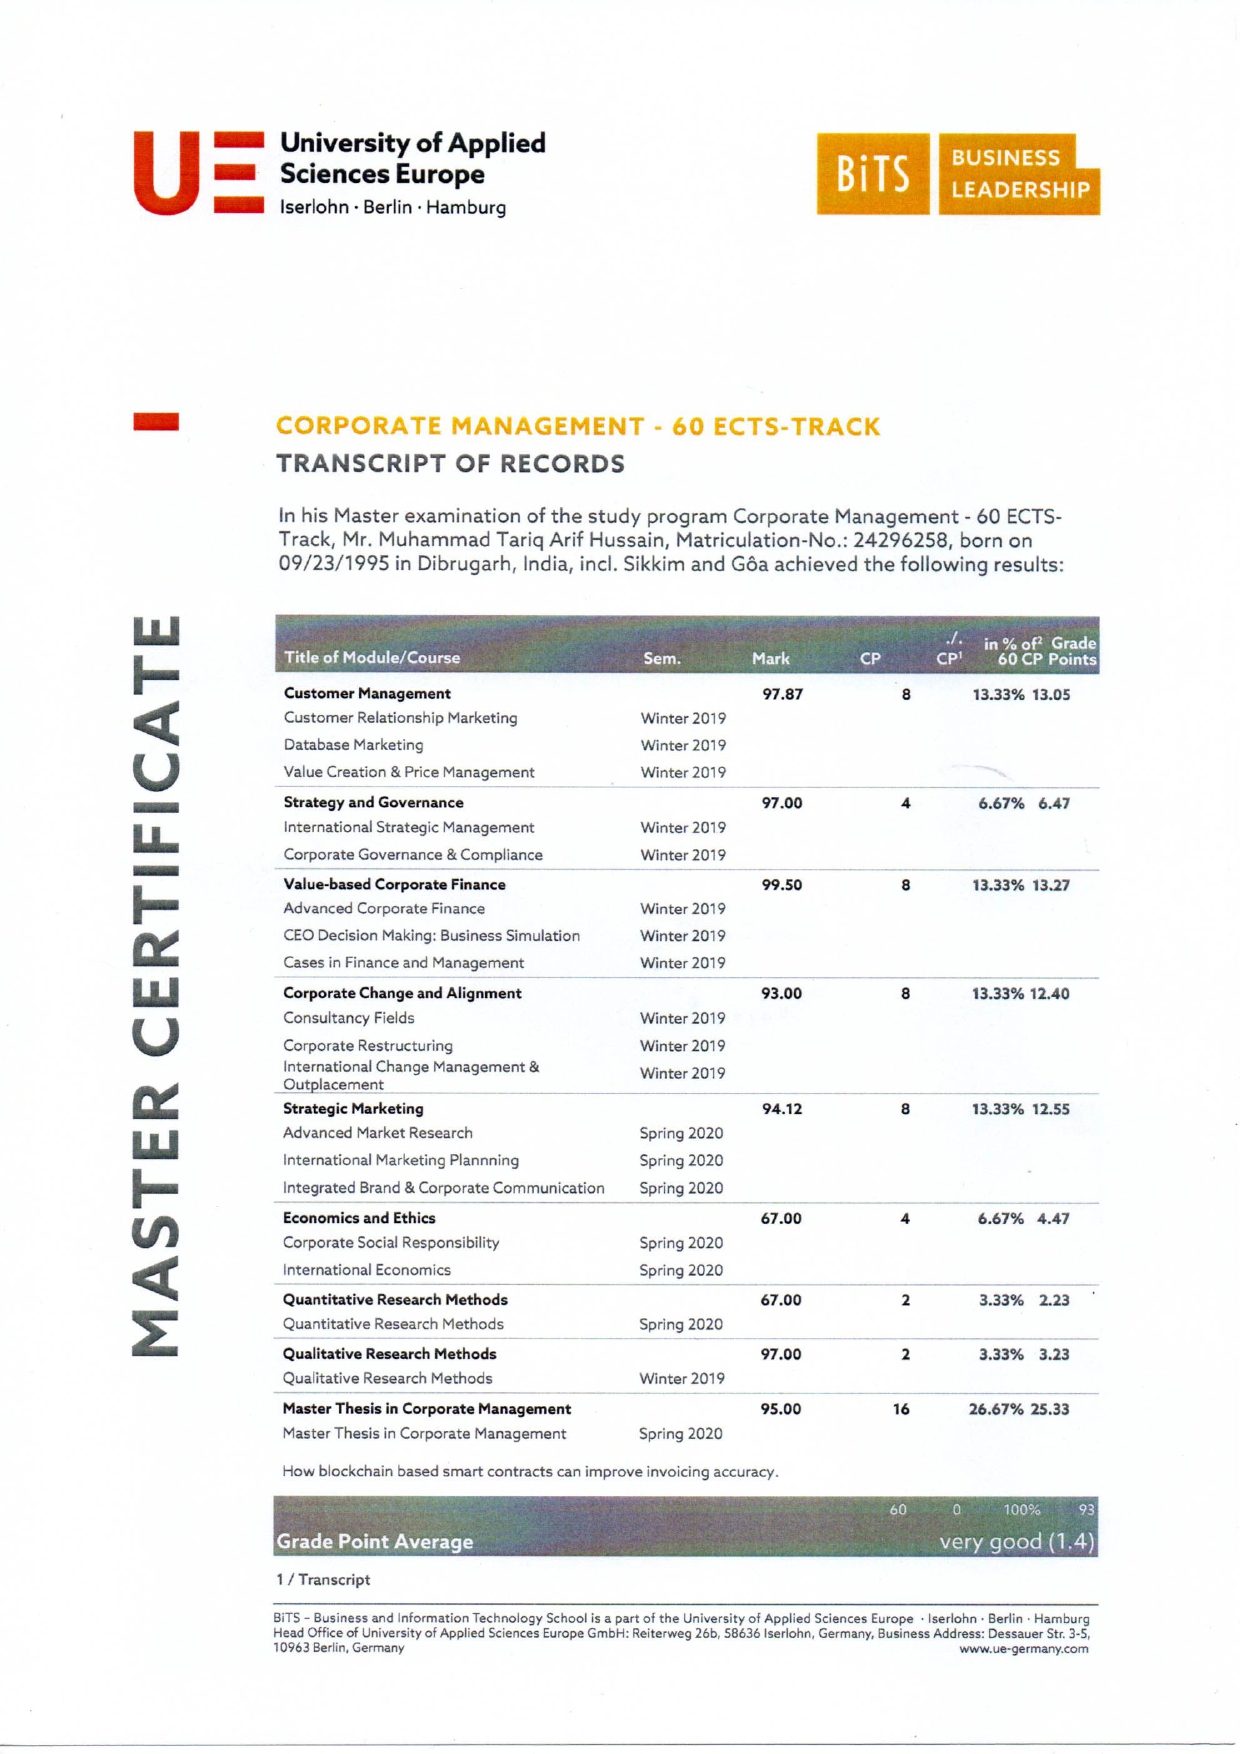 University of Applied
Sciences Europe
Iserlohn · Berlin · Hamburg
BiTS
BUSINESS
LEADERSHIP
CORPORATE MANAGEMENT - 60 ECTS-TRACK
TRANSCRIPT OF RECORDS
In his Master examination of the study program Corporate Management - 60 ECTS-
Track, Mr. Muhammad Tariq Arif Hussain, Matriculation-No.: 24296258, born on
09/23/1995 in Dibrugarh, India, incl. Sikkim and Gôa achieved the following results:
MASTER CERTIFICATE
Title of Module/Course Sem. Mark CP ./. CP¹ in % of² 60 CP Grade Points
Customer Management 97.87 8 13.33% 13.05
Customer Relationship Marketing Winter 2019
Database Marketing Winter 2019
Value Creation & Price Management Winter 2019
Strategy and Governance 97.00 4 6.67% 6.47
International Strategic Management Winter 2019
Corporate Governance & Compliance Winter 2019
Value-based Corporate Finance 99.50 8 13.33% 13.27
Advanced Corporate Finance Winter 2019
CEO Decision Making: Business Simulation Winter 2019
Cases in Finance and Management Winter 2019
Corporate Change and Alignment 93.00 8 13.33% 12.40
Consultancy Fields Winter 2019
Corporate Restructuring Winter 2019
International Change Management &
Outplacement Winter 2019
Strategic Marketing 94.12 8 13.33% 12.55
Advanced Market Research Spring 2020
International Marketing Plannning Spring 2020
Integrated Brand & Corporate Communication Spring 2020
Economics and Ethics 67.00 4 6.67% 4.47
Corporate Social Responsibility Spring 2020
International Economics Spring 2020
Quantitative Research Methods 67.00 2 3.33% 2.23
Quantitative Research Methods Spring 2020
Qualitative Research Methods 97.00 2 3.33% 3.23
Qualitative Research Methods Winter 2019
Master Thesis in Corporate Management 95.00 16 26.67% 25.33
Master Thesis in Corporate Management Spring 2020
How blockchain based smart contracts can improve invoicing accuracy.
60 0 100% 93
Grade Point Average very good (1.4)
1 / Transcript
BiTS – Business and Information Technology School is a part of the University of Applied Sciences Europe · Iserlohn · Berlin · Hamburg
Head Office of University of Applied Sciences Europe GmbH: Reiterweg 26b, 58636 Iserlohn, Germany, Business Address: Dessauer Str. 3-5,
10963 Berlin, Germany www.ue-germany.com